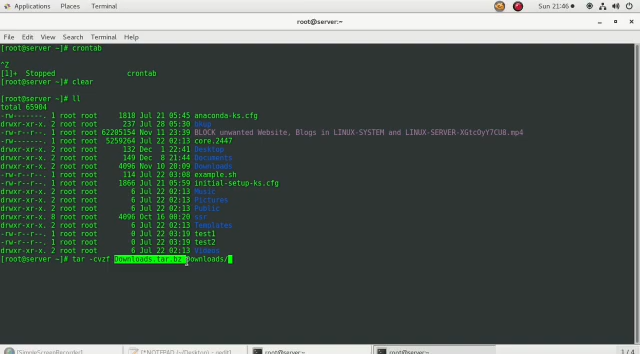 Applications Places Terminal Sun 21:46
root@server:~
File Edit View Search Terminal Help
[root@server ~]# crontab
^Z
[1]+ Stopped crontab
[root@server ~]# clear
[root@server ~]# ll
total 65904
-rw-------. 1 root root 1818 Jul 21 05:45 anaconda-ks.cfg
drwxr-xr-x. 2 root root 237 Jul 28 05:30
-rw-r--r--. 1 root root 62205154 Nov 11 23:39 BLOCK unwanted Website, Blogs in LINUX-SYSTEM and LINUX-SERVER-XGtcOyY7CU8.mp4
-rw-------. 1 root root 5259264 Jul 22 02:13 core.2447
drwxr-xr-x. 2 root root 132 Dec 1 22:41 Desktop
drwxr-xr-x. 2 root root 149 Dec 8 21:44 Documents
drwxr-xr-x. 2 root root 4096 Nov 10 20:09 Downloads
-rw-r--r--. 1 root root 114 Jul 22 03:08 example.sh
-rw-r--r--. 1 root root 1866 Jul 21 05:59 initial-setup-ks.cfg
drwxr-xr-x. 2 root root 6 Jul 22 02:13 Music
drwxr-xr-x. 2 root root 6 Jul 22 02:13 Pictures
drwxr-xr-x. 2 root root 6 Jul 22 02:13 Public
drwxr-xr-x. 8 root root 4096 Oct 16 00:20
drwxr-xr-x. 2 root root 6 Jul 22 02:13 Templates
-rw-r--r--. 1 root root 0 Jul 22 03:19 test1
-rw-r--r--. 1 root root 0 Jul 22 03:19 test2
drwxr-xr-x. 2 root root 6 Jul 22 02:13 Videos
[root@server ~]# tar -cvzf Downloads.tar.bz Downloads/
[SimpleScreenRecorder] [*NOTEPAD (~/Desktop) - gedit] root@server:~ root@server:~ 1 / 4